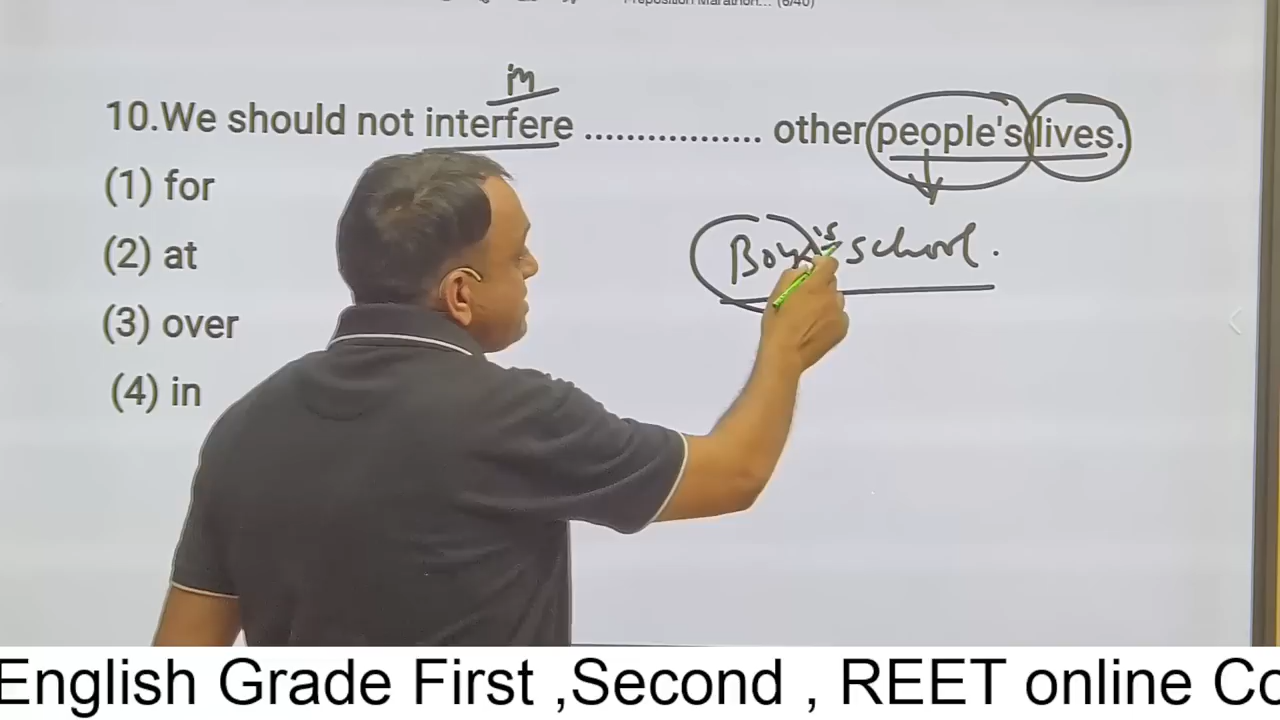 Preposition Marathon... (6/40)
in
10.We should not interfere ................. other people's lives.
(1) for
Boy's school.
(2) at
(3) over
(4) in
English Grade First ,Second , REET online Co